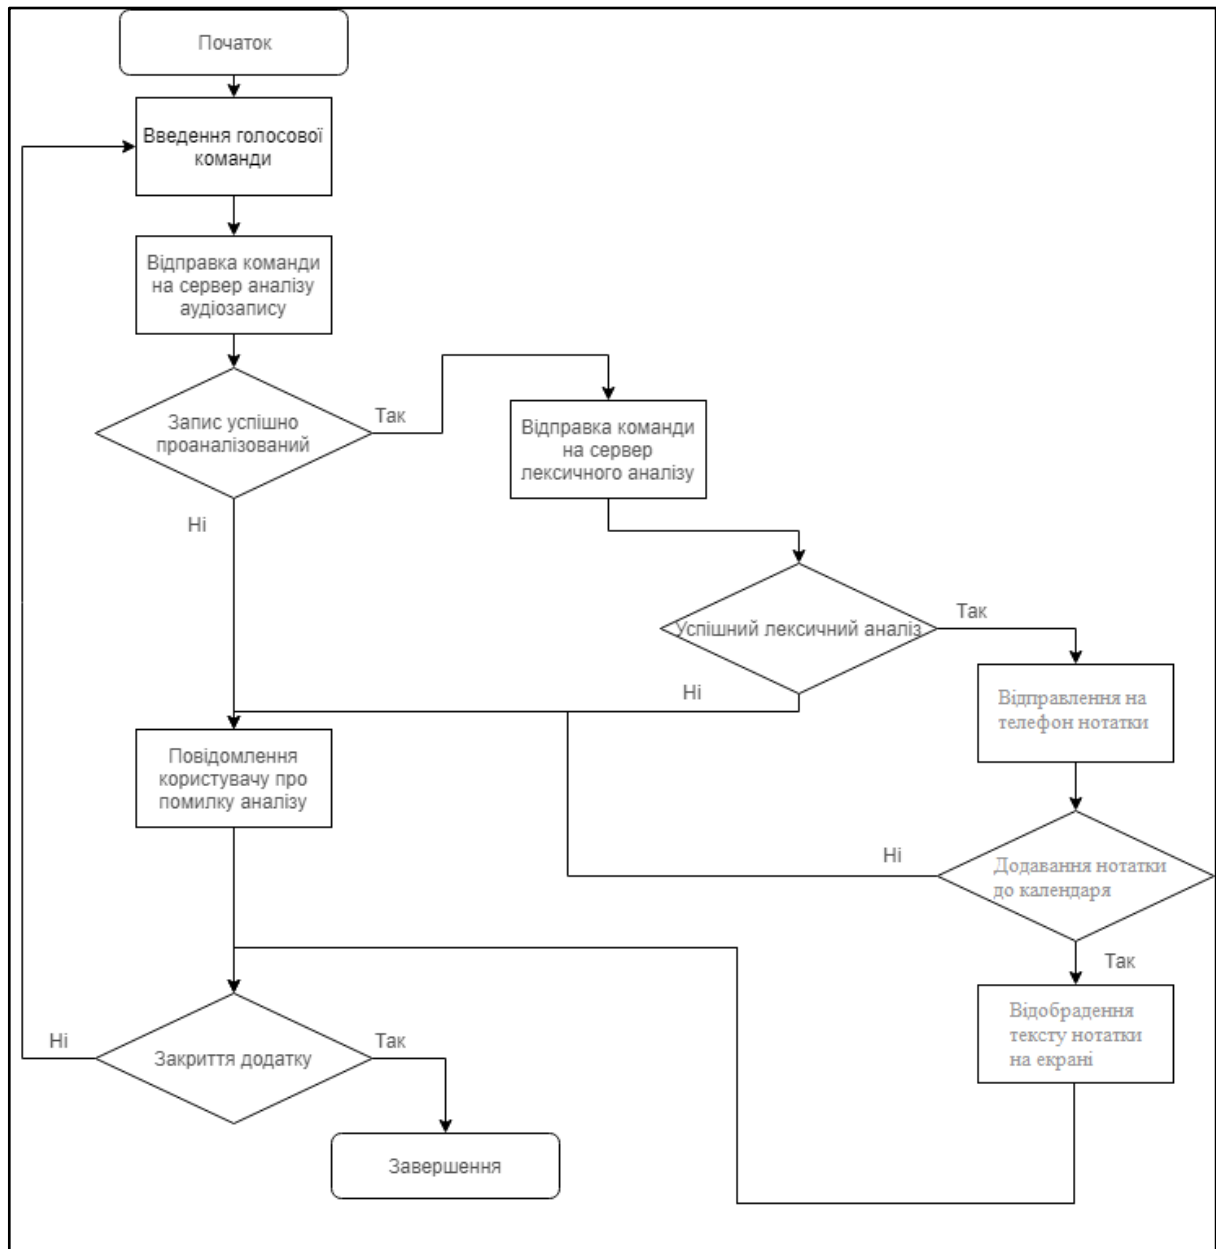 Початок
Введення голосової
команди
Відправка команди
на сервер аналізу
аудіозапису
Запис успішно
проаналізований
Так
Відправка команди
на сервер
лексичного аналізу
Ні
Успішний лексичний аналіз
Так
Ні
Відправлення на
телефон нотатки
Повідомлення
користувачу про
помилку аналізу
Ні
Додавання нотатки
до календаря
Так
Відобрадення
тексту нотатки
на екрані
Ні
Закриття додатку
Так
Завершення